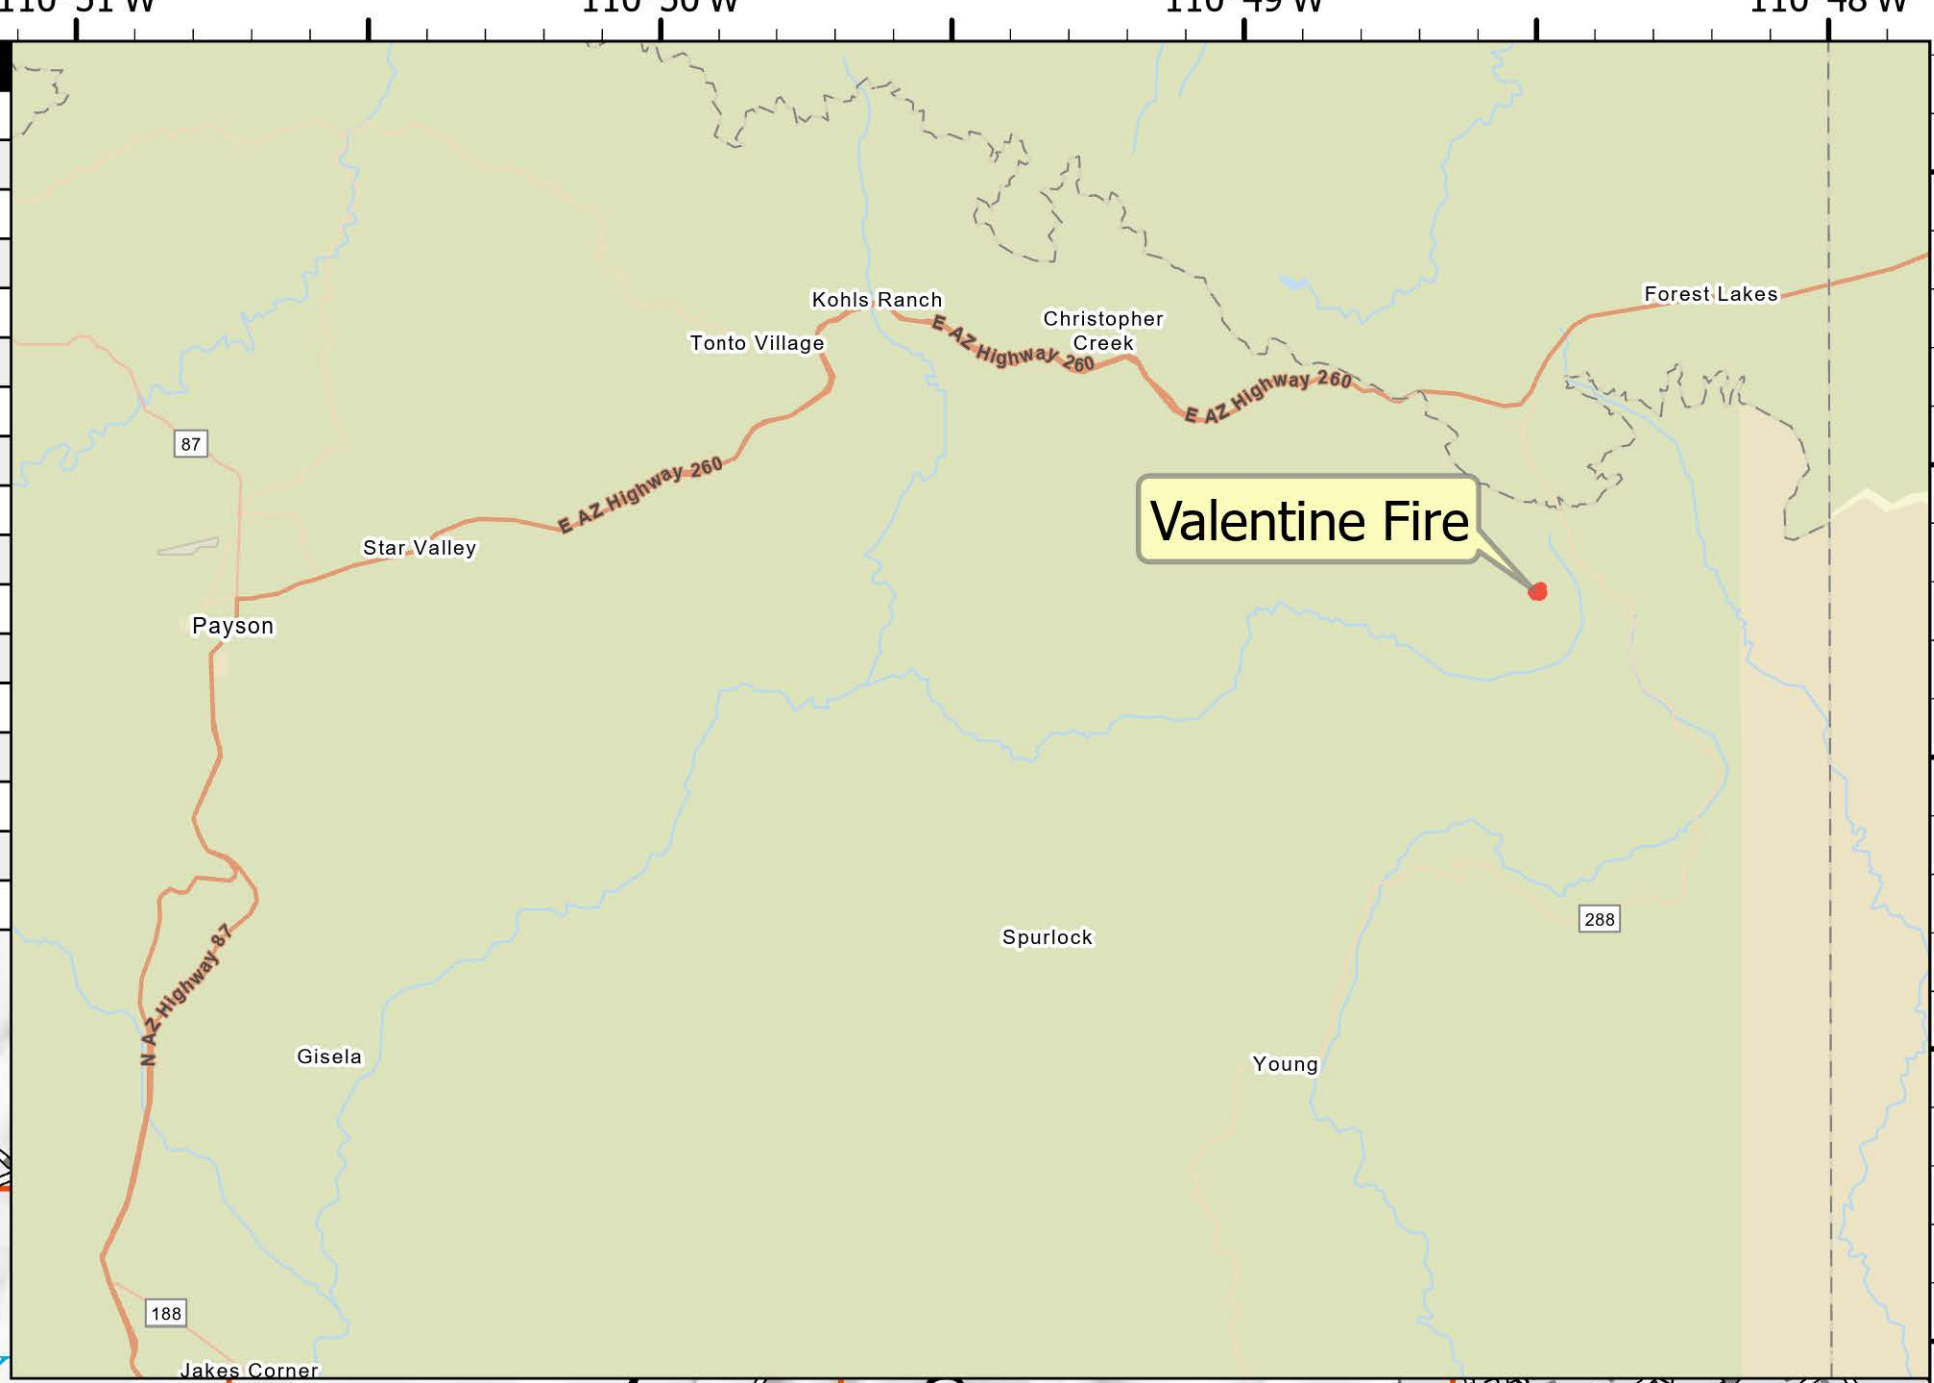 110°51'W
110°50'W
110°49'W
110°48'W
Kohls Ranch
Forest Lakes
Christopher
Creek
E AZ Highway 260
Tonto Village
E AZ Highway 260
87
E AZ Highway 260
Valentine Fire
Star Valley
Payson
288
Spurlock
N AZ Highway 87
Gisela
Young
188
Jakes Corner